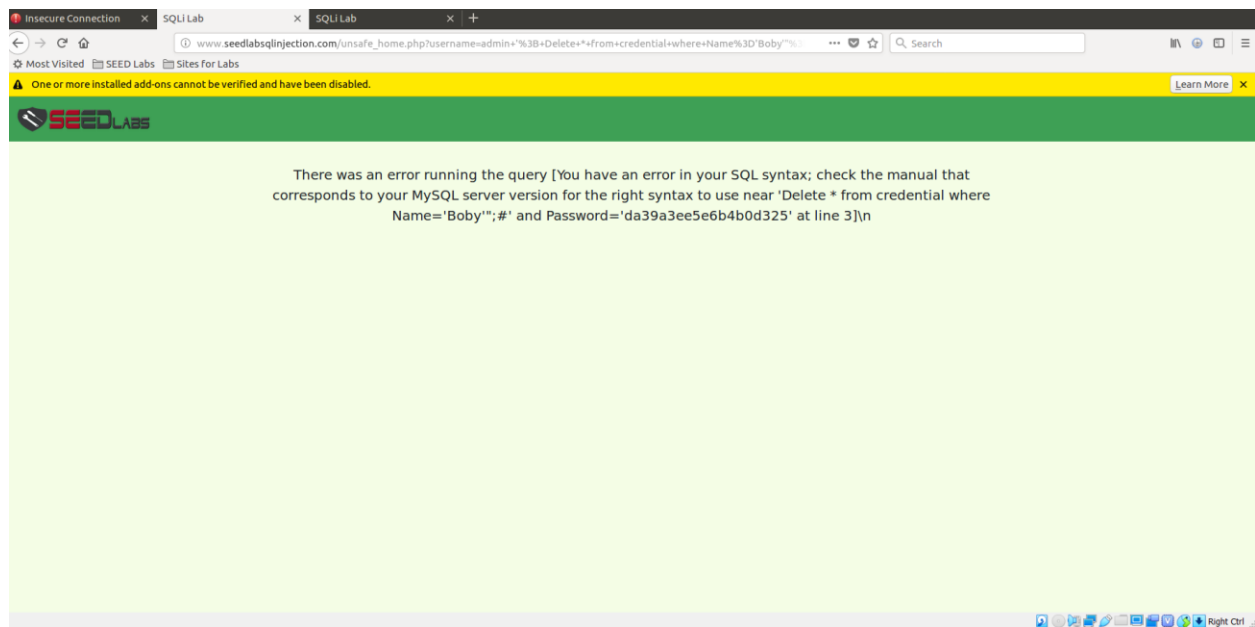 Insecure Connection × SQLi Lab × SQLi Lab × +
www.seedlabsqlinjection.com/unsafe_home.php?username=admin+'%3B+Delete+*+from+credential+where+Name%3D'Boby'"% ... Search
Most Visited SEED Labs Sites for Labs
One or more installed add-ons cannot be verified and have been disabled. Learn More ×
SEEDLABS
There was an error running the query [You have an error in your SQL syntax; check the manual that
corresponds to your MySQL server version for the right syntax to use near 'Delete * from credential where
Name='Boby'";#' and Password='da39a3ee5e6b4b0d325' at line 3]\n
Right Ctrl